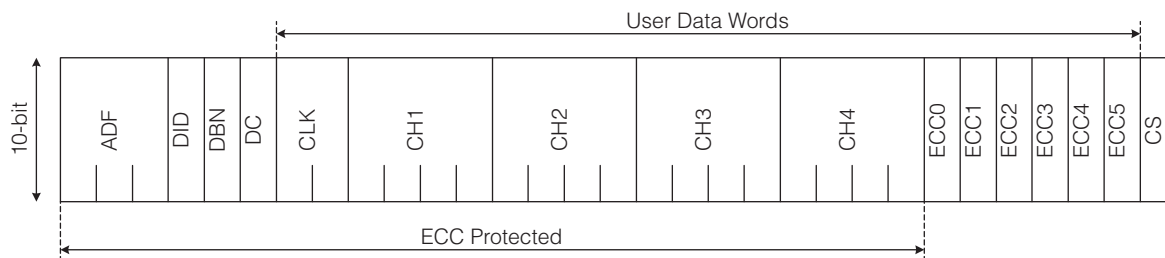 User Data Words
10-bit
ADF
DID
DBN
DC
CLK
CH1
CH2
CH3
CH4
ECC0
ECC1
ECC2
ECC3
ECC4
ECC5
CS
ECC Protected